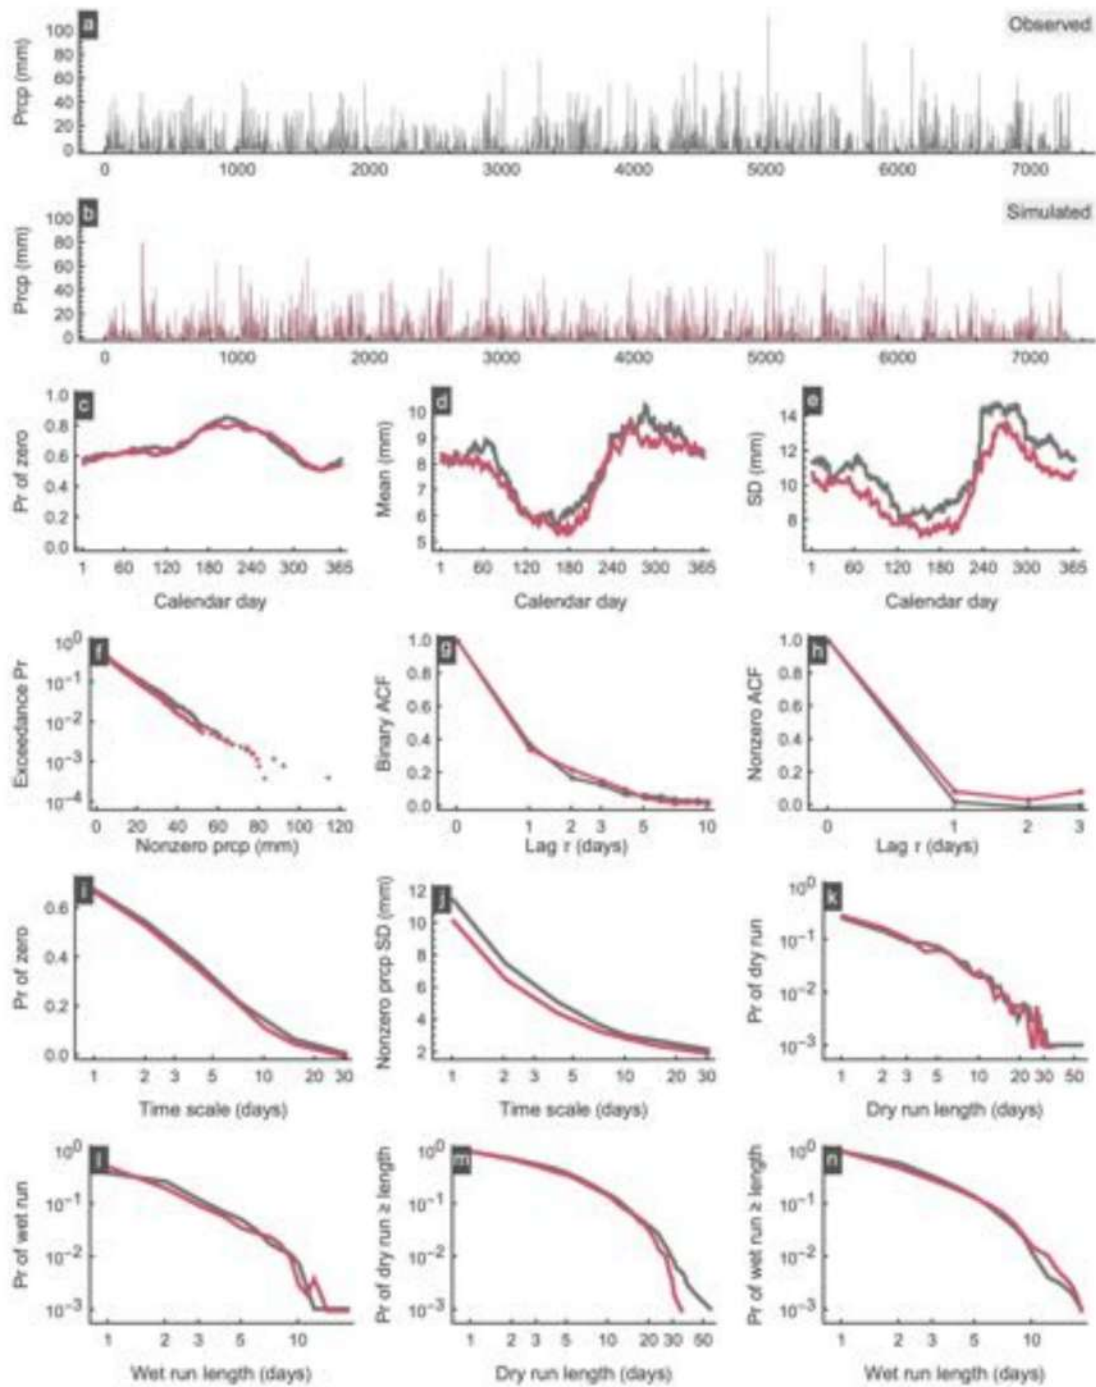 a
Observed
Prcp (mm)
100
80
60
40
20
0
0 1000 2000 3000 4000 5000 6000 7000
b
Simulated
Prcp (mm)
100
80
60
40
20
0
0 1000 2000 3000 4000 5000 6000 7000
c
Pr of zero
1.0
0.8
0.6
0.4
0.2
0.0
1 60 120 180 240 300 365
Calendar day
d
Mean (mm)
10
9
8
7
6
5
1 60 120 180 240 300 365
Calendar day
e
SD (mm)
14
12
10
8
1 60 120 180 240 300 365
Calendar day
f
Exceedance Pr
10^0
10^-1
10^-2
10^-3
10^-4
0 20 40 60 80 100 120
Nonzero prcp (mm)
g
Binary ACF
1.0
0.8
0.6
0.4
0.2
0.0
0 1 2 3 5 10
Lag τ (days)
h
Nonzero ACF
1.0
0.8
0.6
0.4
0.2
0.0
0 1 2 3
Lag τ (days)
i
Pr of zero
0.6
0.4
0.2
0.0
1 2 3 5 10 20 30
Time scale (days)
j
Nonzero prcp SD (mm)
12
10
8
6
4
2
1 2 3 5 10 20 30
Time scale (days)
k
Pr of dry run
10^0
10^-1
10^-2
10^-3
1 2 3 5 10 20 30 50
Dry run length (days)
l
Pr of wet run
10^0
10^-1
10^-2
10^-3
1 2 3 5 10
Wet run length (days)
m
Pr of dry run ≥ length
10^0
10^-1
10^-2
10^-3
1 2 3 5 10 20 30 50
Dry run length (days)
n
Pr of wet run ≥ length
10^0
10^-1
10^-2
10^-3
1 2 3 5 10
Wet run length (days)